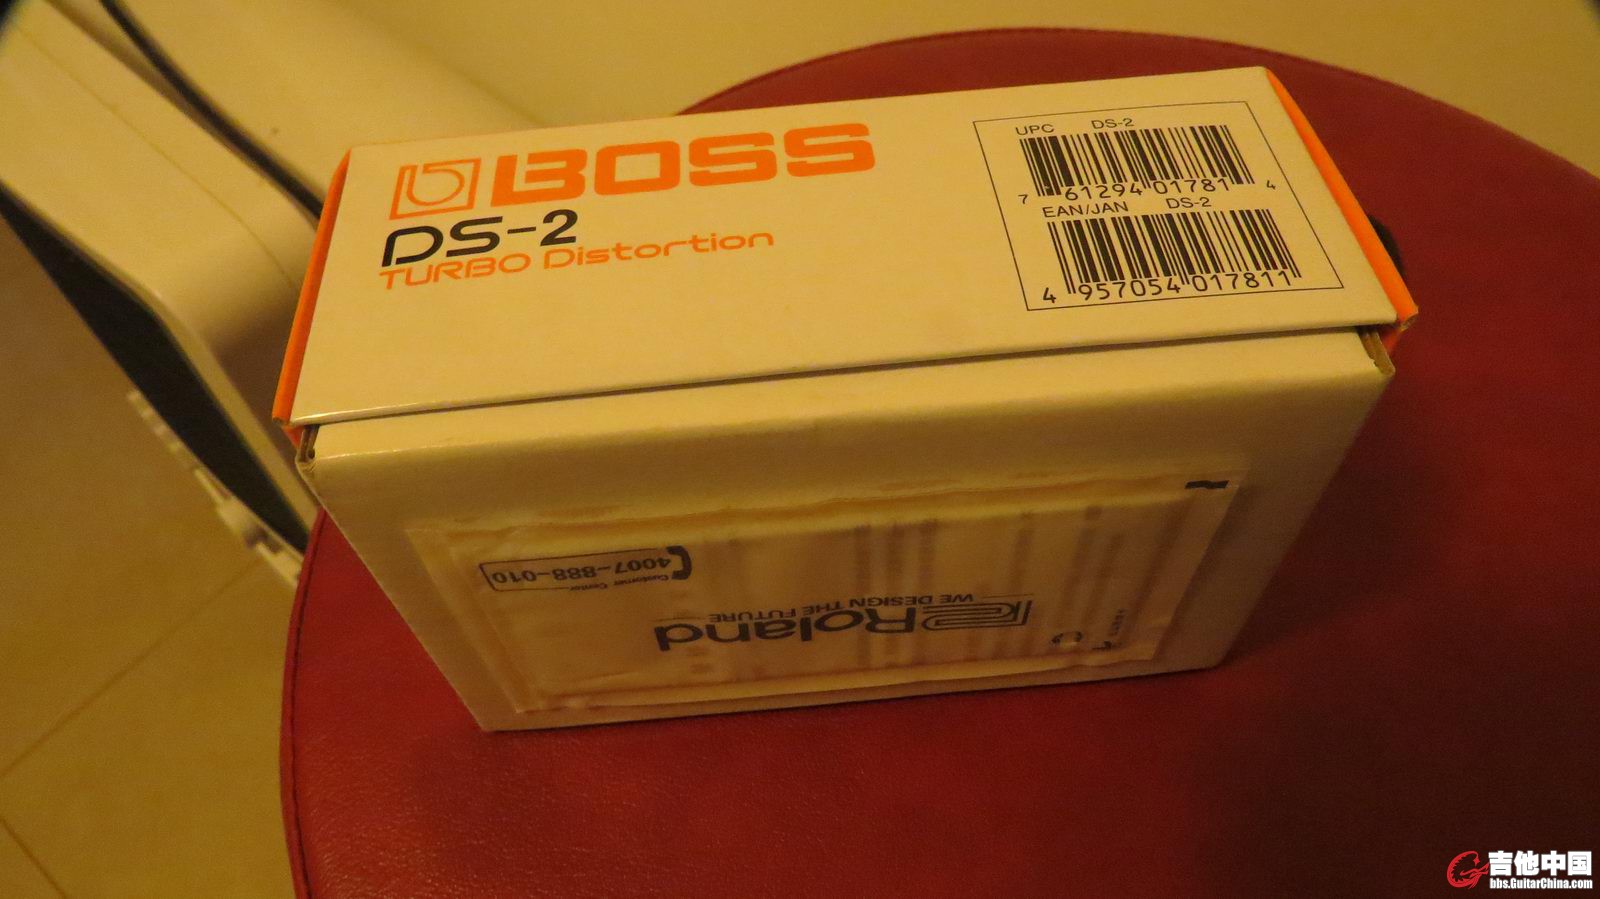 BOSS
DS-2
TURBO Distortion
UPC DS-2
7 61294 01781 4
EAN/JAN DS-2
4 957054 017811
Roland
WE DESIGN THE FUTURE
Customer Center
4007-888-010
吉他中国
bbs.GuitarChina.com